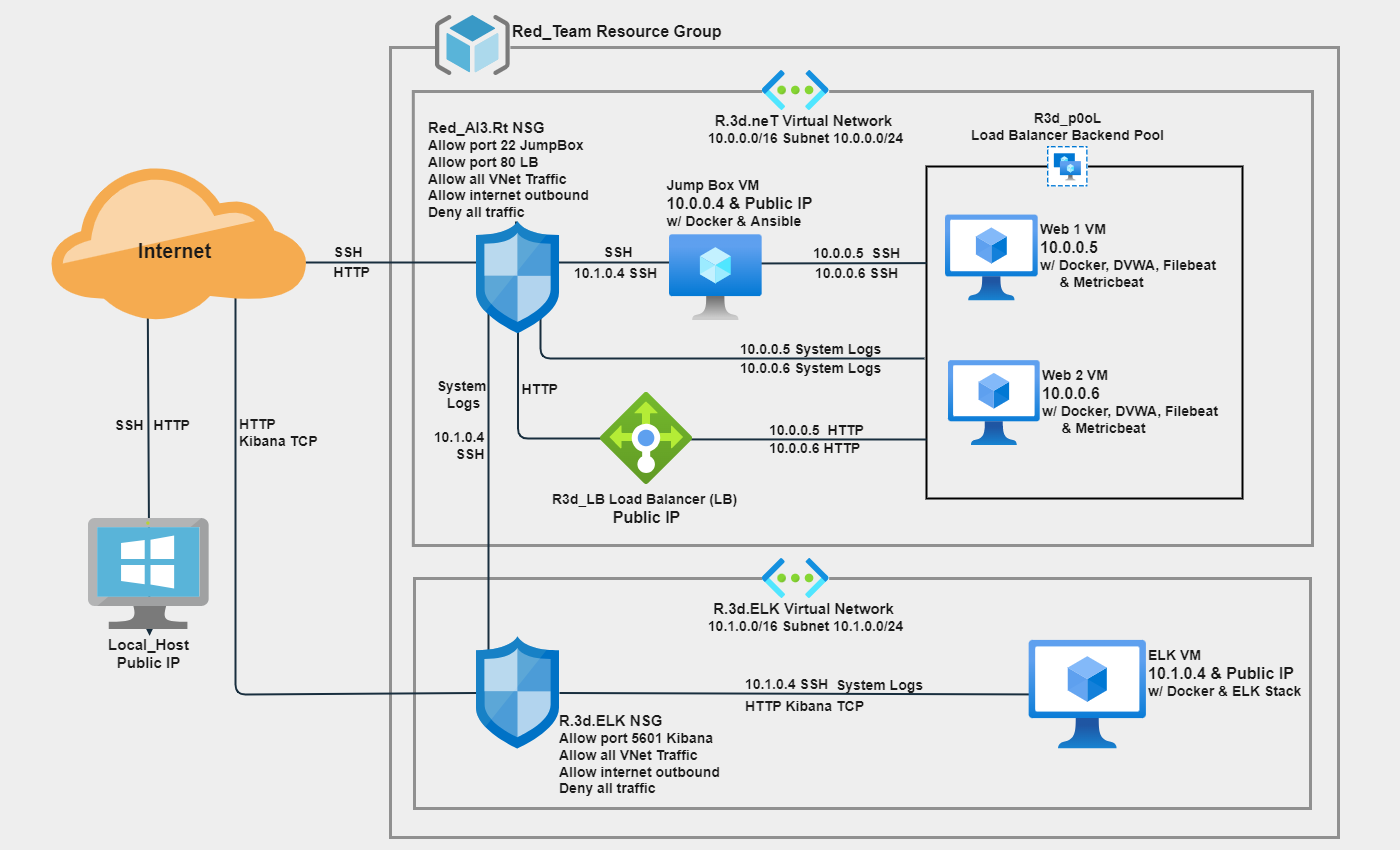 Red_Team Resource Group
R.3d.neT Virtual Network
10.0.0.0/16 Subnet 10.0.0.0/24
R3d_p0oL
Load Balancer Backend Pool
Red_Al3.Rt NSG
Allow port 22 JumpBox
Allow port 80 LB
Allow all VNet Traffic
Allow internet outbound
Deny all traffic
Jump Box VM
10.0.0.4 & Public IP
w/ Docker & Ansible
Internet
SSH
HTTP
SSH
10.1.0.4 SSH
10.0.0.5 SSH
10.0.0.6 SSH
Web 1 VM
10.0.0.5
w/ Docker, DVWA, Filebeat
& Metricbeat
10.0.0.5 System Logs
10.0.0.6 System Logs
Web 2 VM
10.0.0.6
w/ Docker, DVWA, Filebeat
& Metricbeat
System
Logs
HTTP
10.1.0.4
SSH
10.0.0.5 HTTP
10.0.0.6 HTTP
R3d_LB Load Balancer (LB)
Public IP
SSH
HTTP
HTTP
Kibana TCP
Local_Host
Public IP
R.3d.ELK Virtual Network
10.1.0.0/16 Subnet 10.1.0.0/24
10.1.0.4 SSH System Logs
HTTP Kibana TCP
ELK VM
10.1.0.4 & Public IP
w/ Docker & ELK Stack
R.3d.ELK NSG
Allow port 5601 Kibana
Allow all VNet Traffic
Allow internet outbound
Deny all traffic